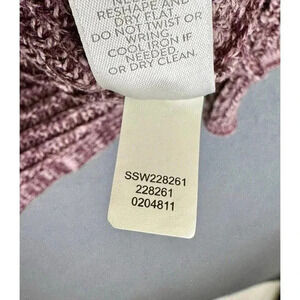 RESHAPE AND
DRY FLAT.
DO NOT TWIST OR
WRING.
COOL IRON IF
NEEDED.
OR DRY CLEAN.
SSW228261
228261
0204811